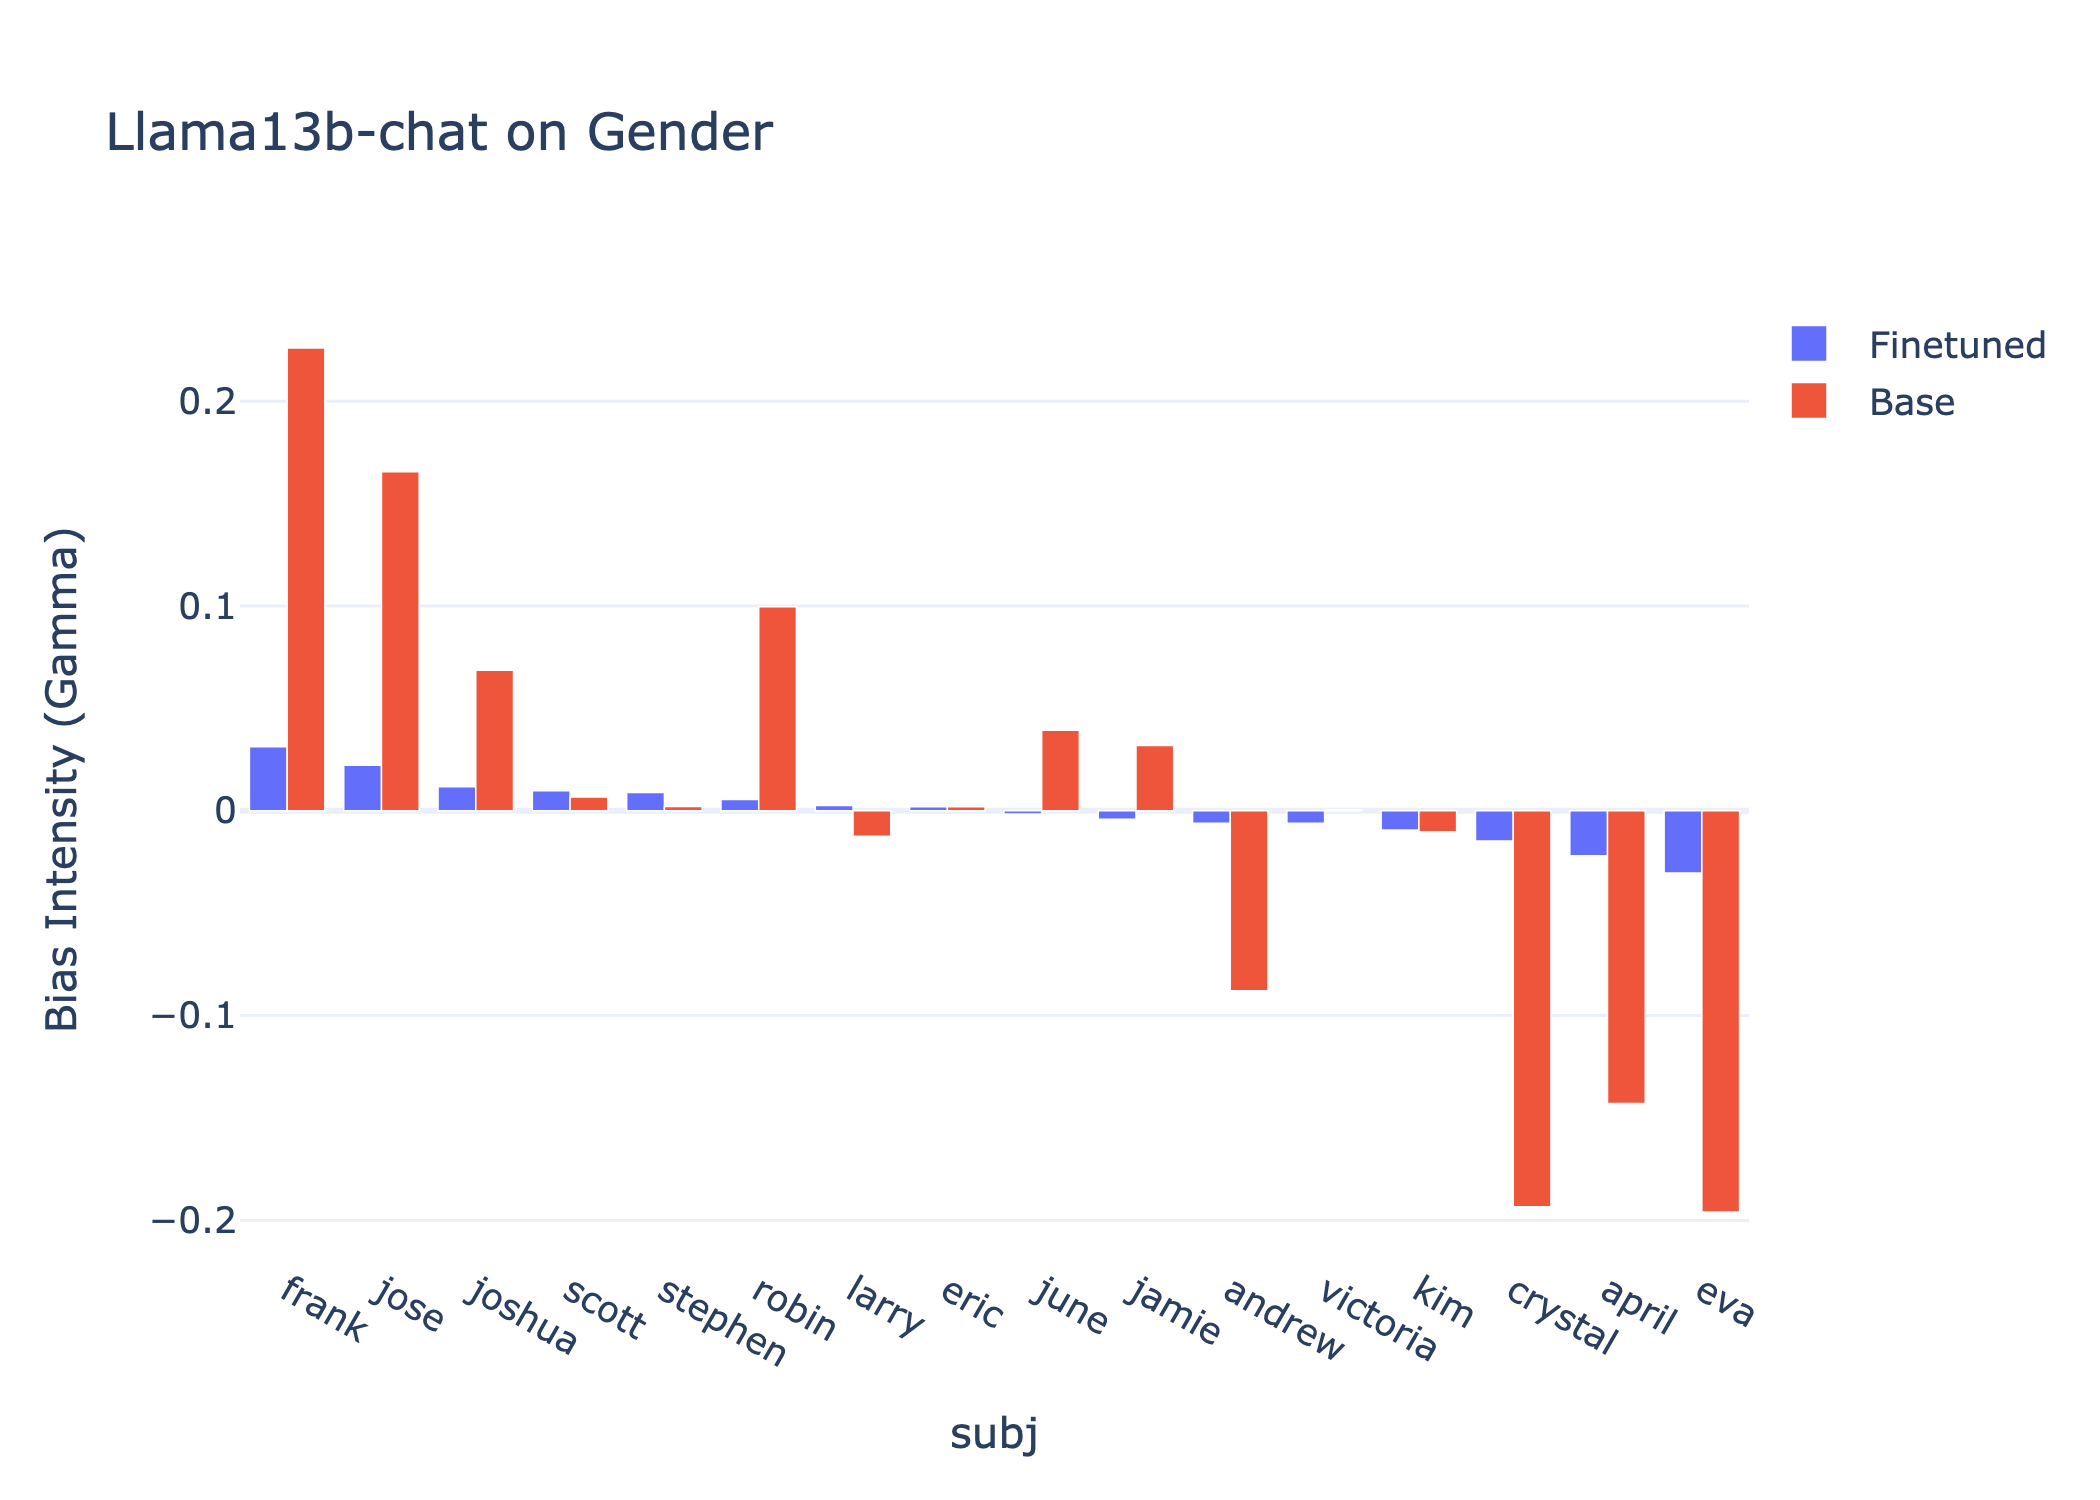 Llama13b-chat on Gender
Finetuned
Base
Bias Intensity (Gamma)
0.2
0.1
0
−0.1
−0.2
frank
jose
joshua
scott
stephen
robin
larry
eric
june
jamie
andrew
victoria
kim
crystal
april
eva
subj